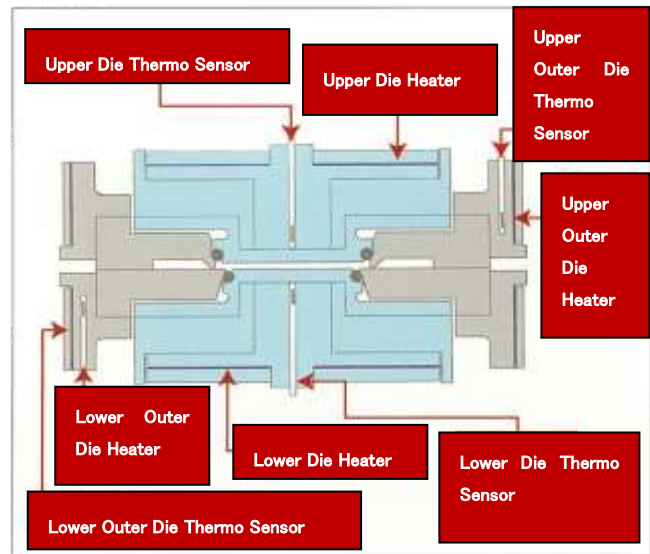 Upper Die Thermo Sensor
Upper Die Heater
Upper
Outer Die
Thermo
Sensor
Upper
Outer
Die
Heater
Lower Outer
Die Heater
Lower Die Heater
Lower Die Thermo
Sensor
Lower Outer Die Thermo Sensor